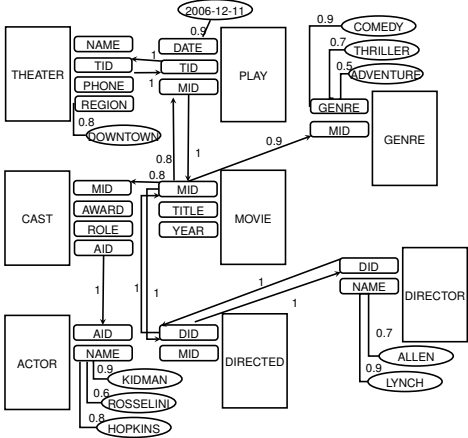 2006-12-11
0.9
COMEDY
0.7
THRILLER
0.5
ADVENTURE
THEATER
NAME
TID
PHONE
REGION
0.8
DOWNTOWN
1
1
0.9
DATE
TID
MID
PLAY
GENRE
MID
GENRE
0.9
0.8
1
0.8
CAST
MID
AWARD
ROLE
AID
MID
TITLE
YEAR
MOVIE
1
1
1
1
1
DID
NAME
DIRECTOR
0.7
ALLEN
0.9
LYNCH
ACTOR
AID
NAME
DID
MID
DIRECTED
0.9
KIDMAN
0.6
ROSSELINI
0.8
HOPKINS